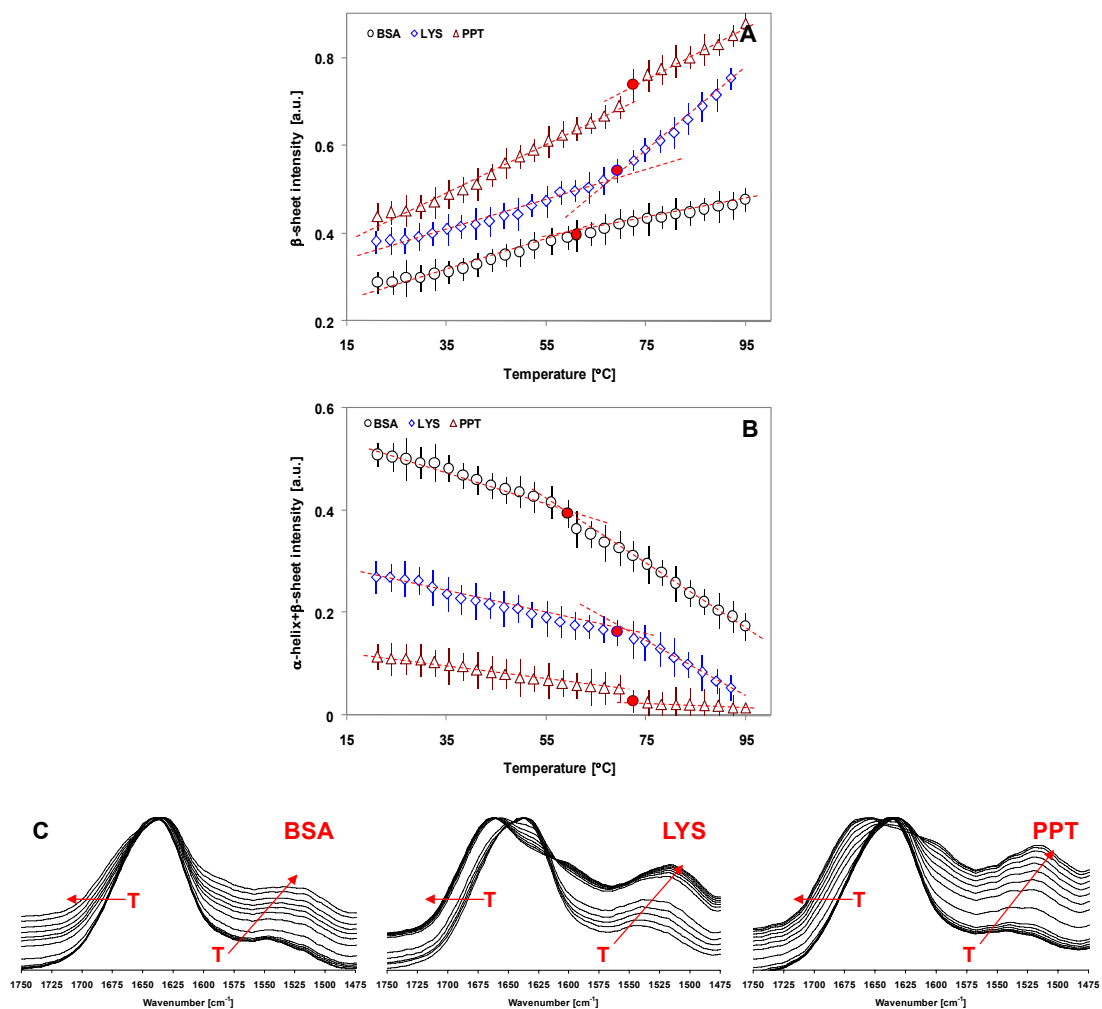 A
BSA LYS PPT
β-sheet intensity [a.u.]
0.8
0.6
0.4
0.2
15 35 55 75 95
Temperature [ºC]
B
BSA LYS PPT
α-helix+β-sheet intensity [a.u.]
0.6
0.4
0.2
0
15 35 55 75 95
Temperature [ºC]
C
BSA
T
T
1750 1725 1700 1675 1650 1625 1600 1575 1550 1525 1500 1475
Wavenumber [cm-1]
LYS
T
T
1750 1725 1700 1675 1650 1625 1600 1575 1550 1525 1500 1475
Wavenumber [cm-1]
PPT
T
T
1750 1725 1700 1675 1650 1625 1600 1575 1550 1525 1500 1475
Wavenumber [cm-1]